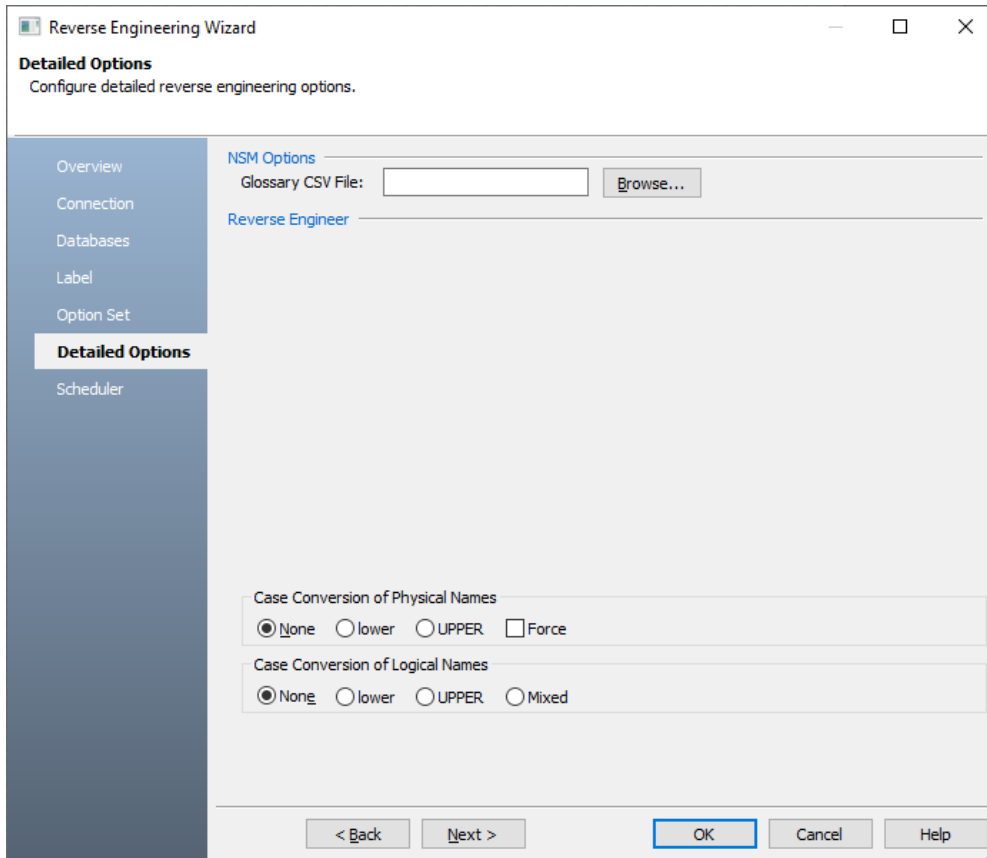 Reverse Engineering Wizard
Detailed Options
Configure detailed reverse engineering options.
Overview
Connection
Databases
Label
Option Set
Detailed Options
Scheduler
NSM Options
Glossary CSV File: Browse...
Reverse Engineer
Case Conversion of Physical Names
None lower UPPER Force
Case Conversion of Logical Names
None lower UPPER Mixed
< Back Next > OK Cancel Help